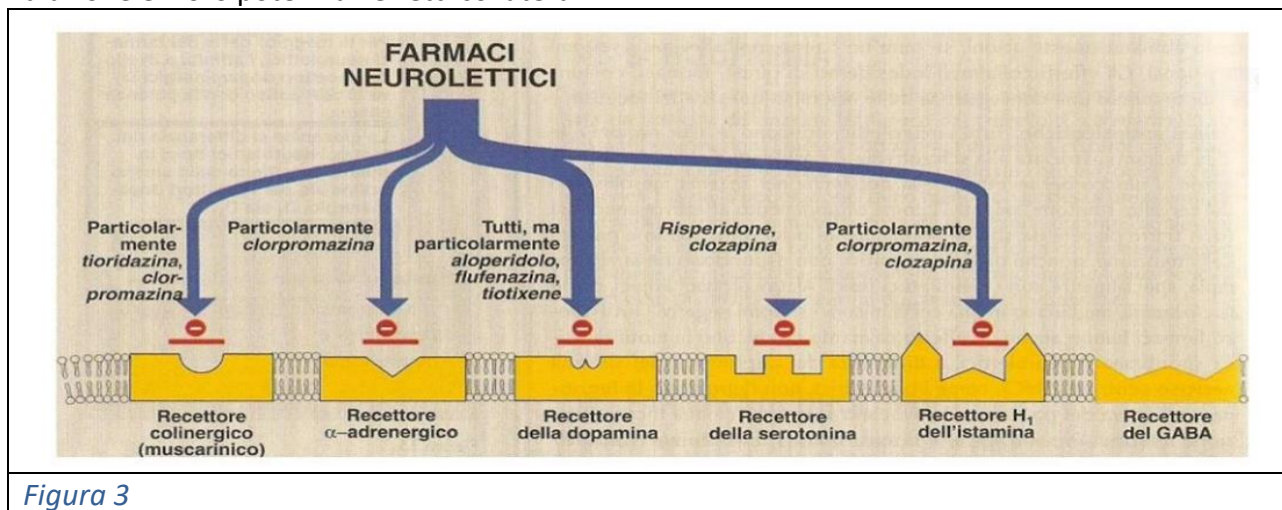 FARMACI
NEUROLETTICI
Particolar-
mente
tioridazina,
clor-
promazina
Particolarmente
clorpromazina
Tutti, ma
particolarmente
aloperidolo,
flufenazina,
tiotixene
Risperidone,
clozapina
Particolarmente
clorpromazina,
clozapina
Recettore
colinergico
(muscarinico)
Recettore
α–adrenergico
Recettore
della dopamina
Recettore
della serotonina
Recettore H₁
dell'istamina
Recettore
del GABA
Figura 3